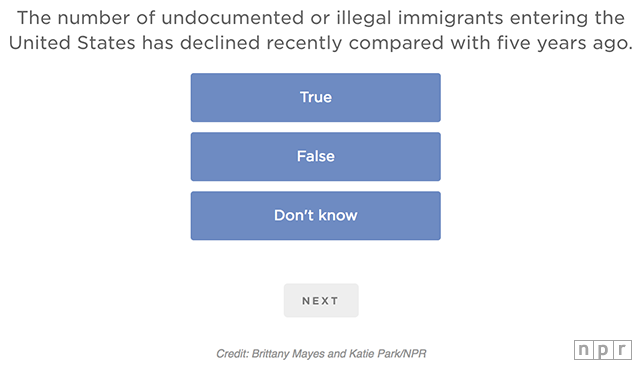 The number of undocumented or illegal immigrants entering the
United States has declined recently compared with five years ago.
True
False
Don't know
NEXT
Credit: Brittany Mayes and Katie Park/NPR
npr